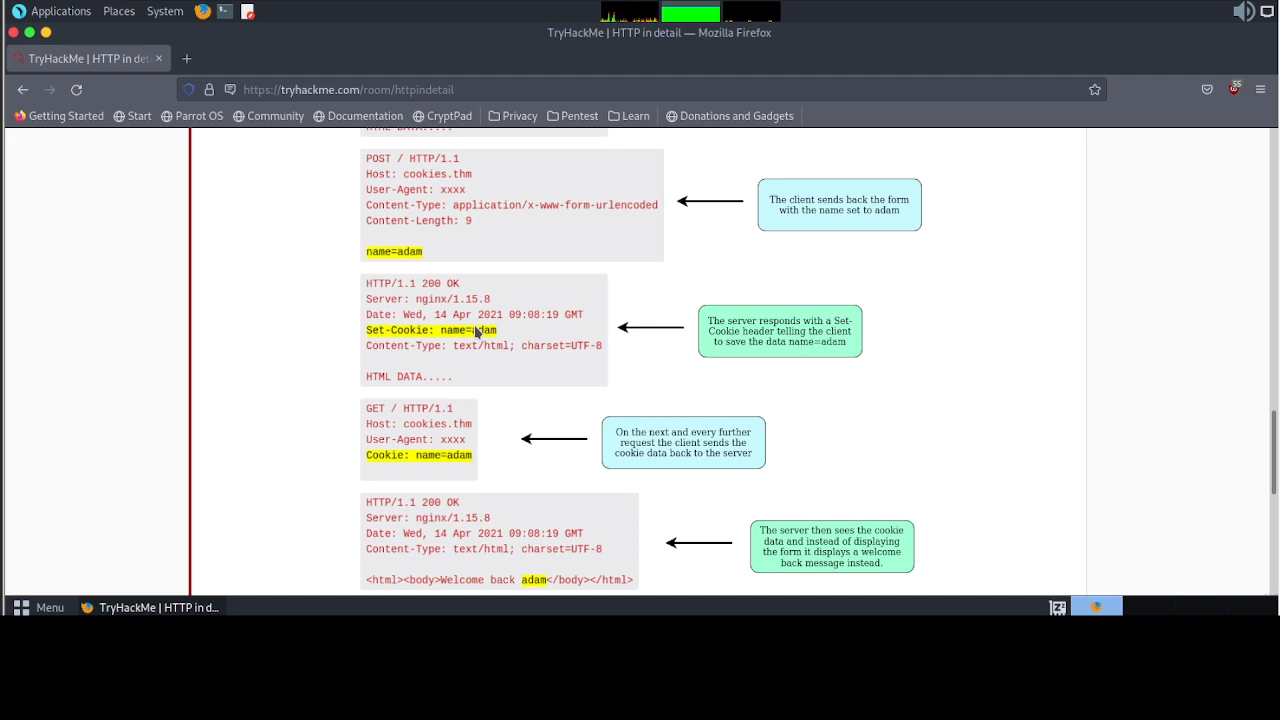 Applications Places System
TryHackMe | HTTP in detail — Mozilla Firefox
TryHackMe | HTTP in det
https://tryhackme.com/room/httpindetail
55
Getting Started Start Parrot OS Community Documentation CryptPad Privacy Pentest Learn Donations and Gadgets
HTML DATA.....
POST / HTTP/1.1
Host: cookies.thm
User-Agent: xxxx
Content-Type: application/x-www-form-urlencoded
Content-Length: 9
name=adam
The client sends back the form
with the name set to adam
HTTP/1.1 200 OK
Server: nginx/1.15.8
Date: Wed, 14 Apr 2021 09:08:19 GMT
Set-Cookie: name=adam
Content-Type: text/html; charset=UTF-8
HTML DATA.....
The server responds with a Set-
Cookie header telling the client
to save the data name=adam
GET / HTTP/1.1
Host: cookies.thm
User-Agent: xxxx
Cookie: name=adam
On the next and every further
request the client sends the
cookie data back to the server
HTTP/1.1 200 OK
Server: nginx/1.15.8
Date: Wed, 14 Apr 2021 09:08:19 GMT
Content-Type: text/html; charset=UTF-8
<html><body>Welcome back adam</body></html>
The server then sees the cookie
data and instead of displaying
the form it displays a welcome
back message instead.
Menu TryHackMe | HTTP in d...